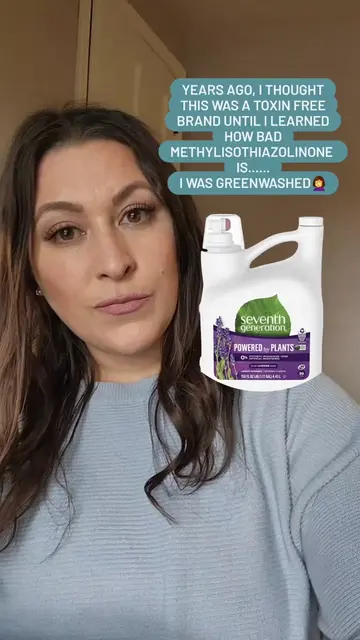 YEARS AGO, I THOUGHT
THIS WAS A TOXIN FREE
BRAND UNTIL I LEARNED
HOW BAD
METHYLISOTHIAZOLINONE
IS......
I WAS GREENWASHED🤦‍♀️
seventh
generation.
POWERED by PLANTS
0%